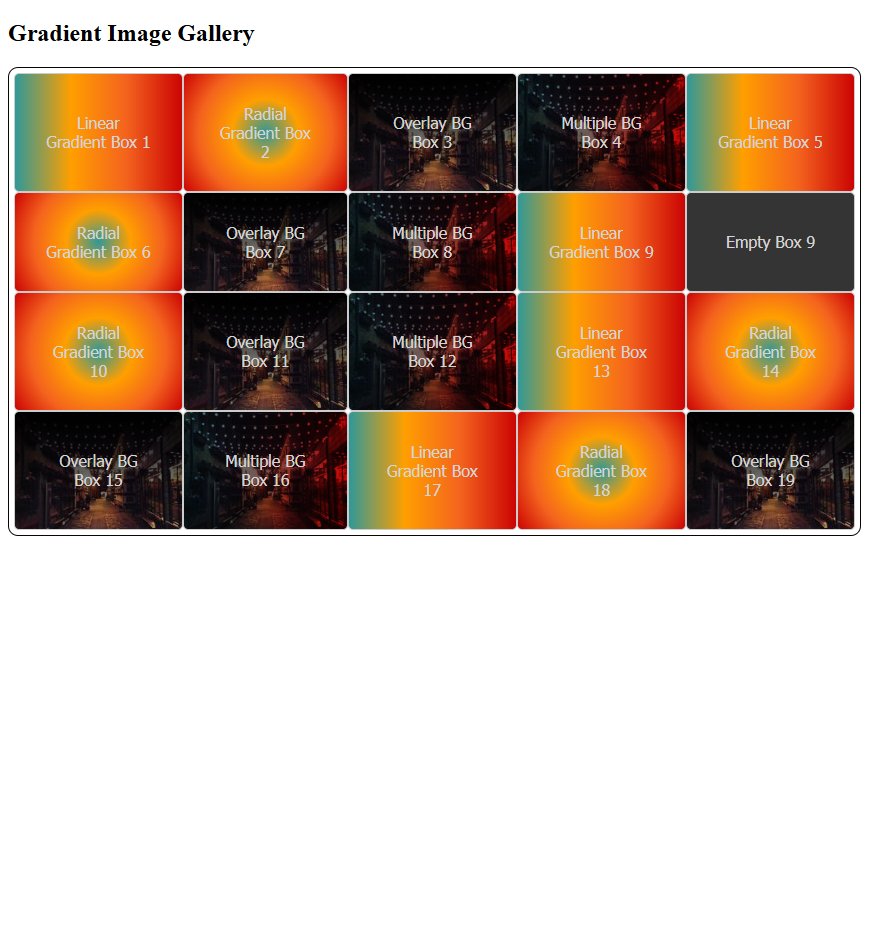 Gradient Image Gallery
Linear
Gradient Box 1
Radial
Gradient Box
2
Overlay BG
Box 3
Multiple BG
Box 4
Linear
Gradient Box 5
Radial
Gradient Box 6
Overlay BG
Box 7
Multiple BG
Box 8
Linear
Gradient Box 9
Empty Box 9
Radial
Gradient Box
10
Overlay BG
Box 11
Multiple BG
Box 12
Linear
Gradient Box
13
Radial
Gradient Box
14
Overlay BG
Box 15
Multiple BG
Box 16
Linear
Gradient Box
17
Radial
Gradient Box
18
Overlay BG
Box 19